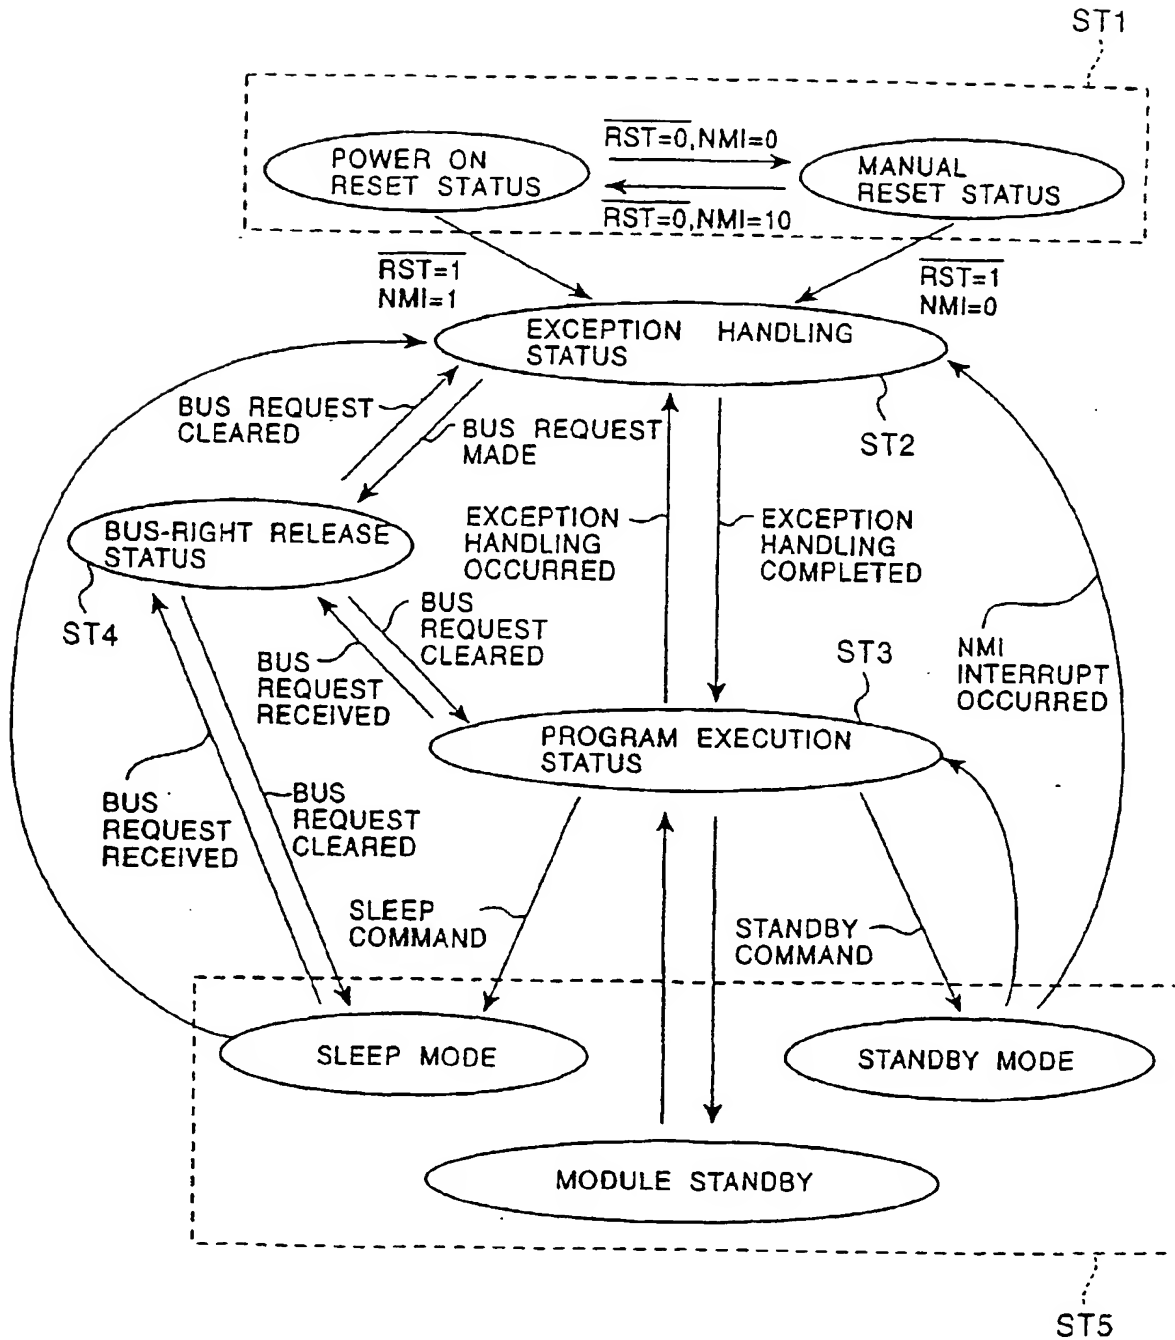 ST1
RST=0,NMI=0
POWER ON
RESET STATUS
MANUAL
RESET STATUS
RST=0,NMI=10
RST=1
NMI=1
RST=1
NMI=0
EXCEPTION HANDLING
STATUS
BUS REQUEST
CLEARED
BUS REQUEST
MADE
ST2
BUS-RIGHT RELEASE
STATUS
EXCEPTION
HANDLING
OCCURRED
EXCEPTION
HANDLING
COMPLETED
ST4
BUS
REQUEST
CLEARED
BUS
REQUEST
RECEIVED
ST3
NMI
INTERRUPT
OCCURRED
PROGRAM EXECUTION
STATUS
BUS
REQUEST
RECEIVED
BUS
REQUEST
CLEARED
SLEEP
COMMAND
STANDBY
COMMAND
SLEEP MODE
STANDBY MODE
MODULE STANDBY
ST5